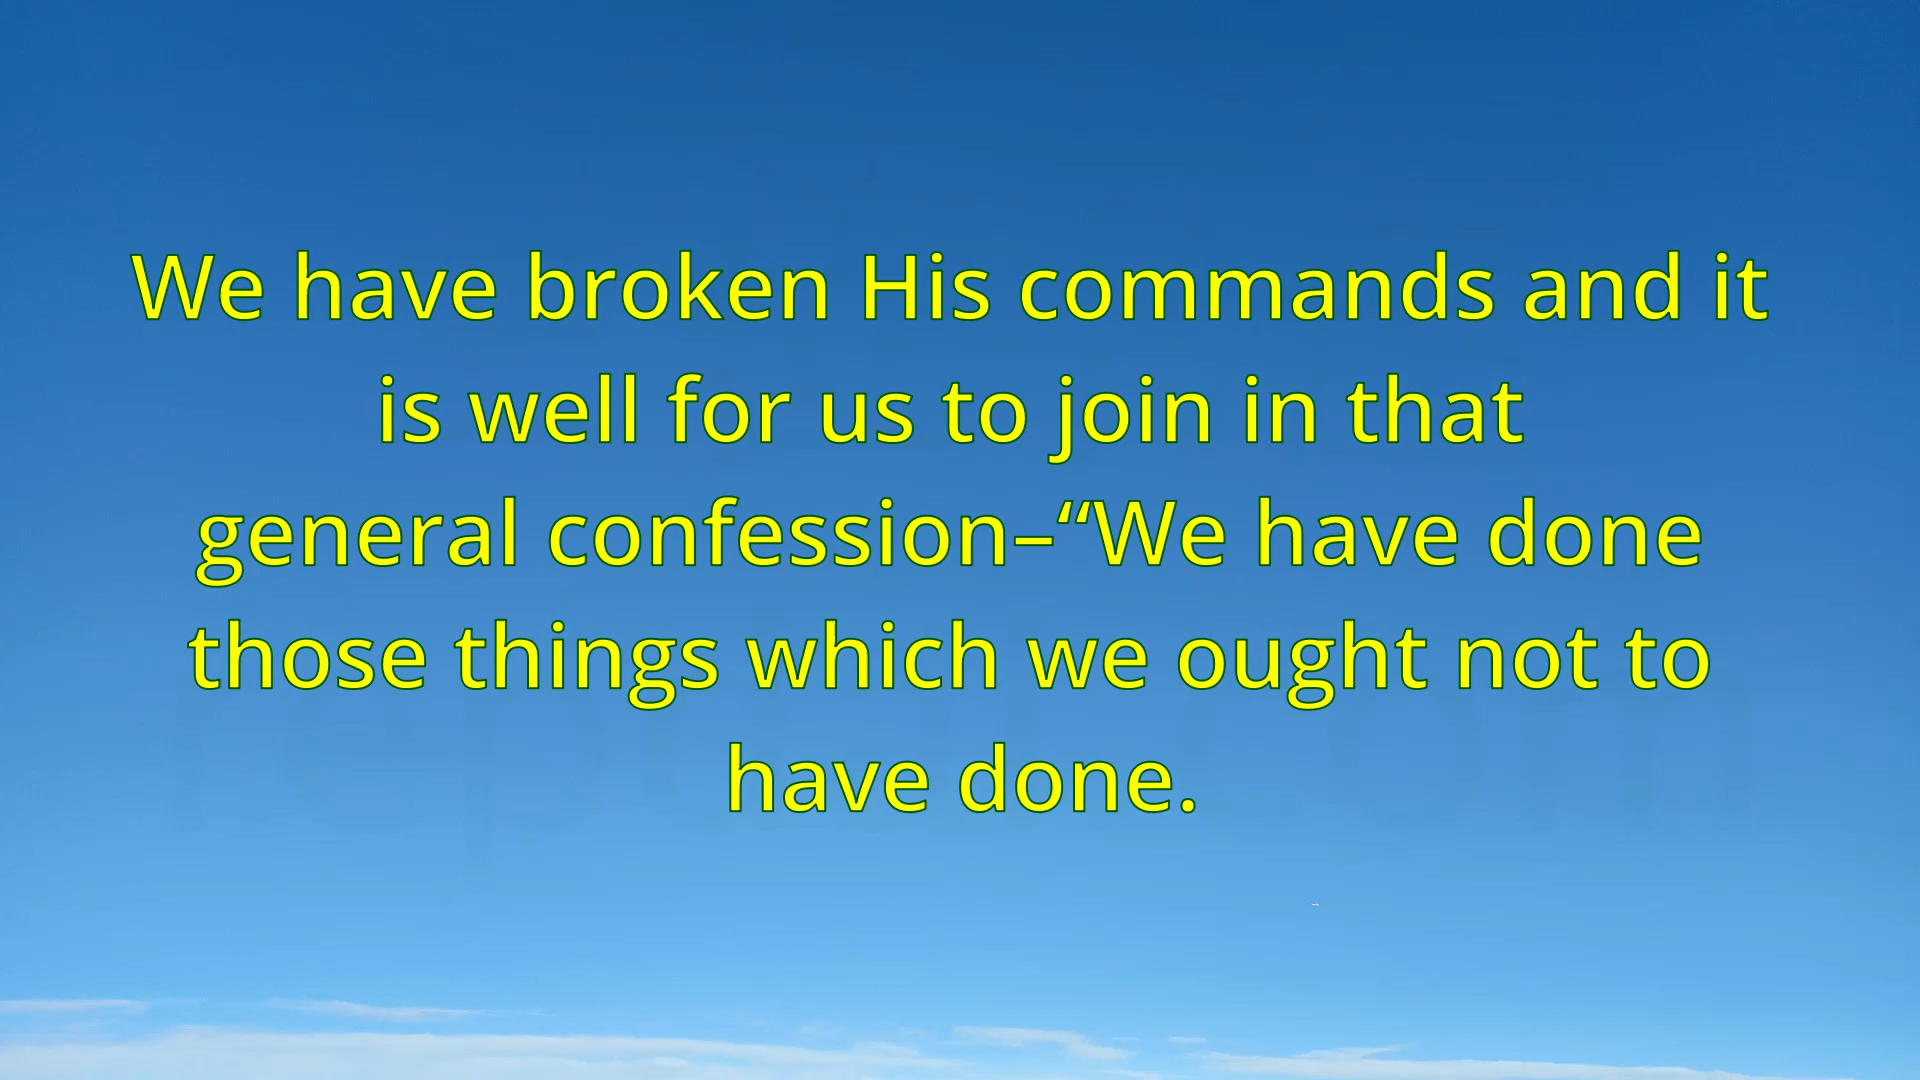 We have broken His commands and it
is well for us to join in that
general confession–“We have done
those things which we ought not to
have done.